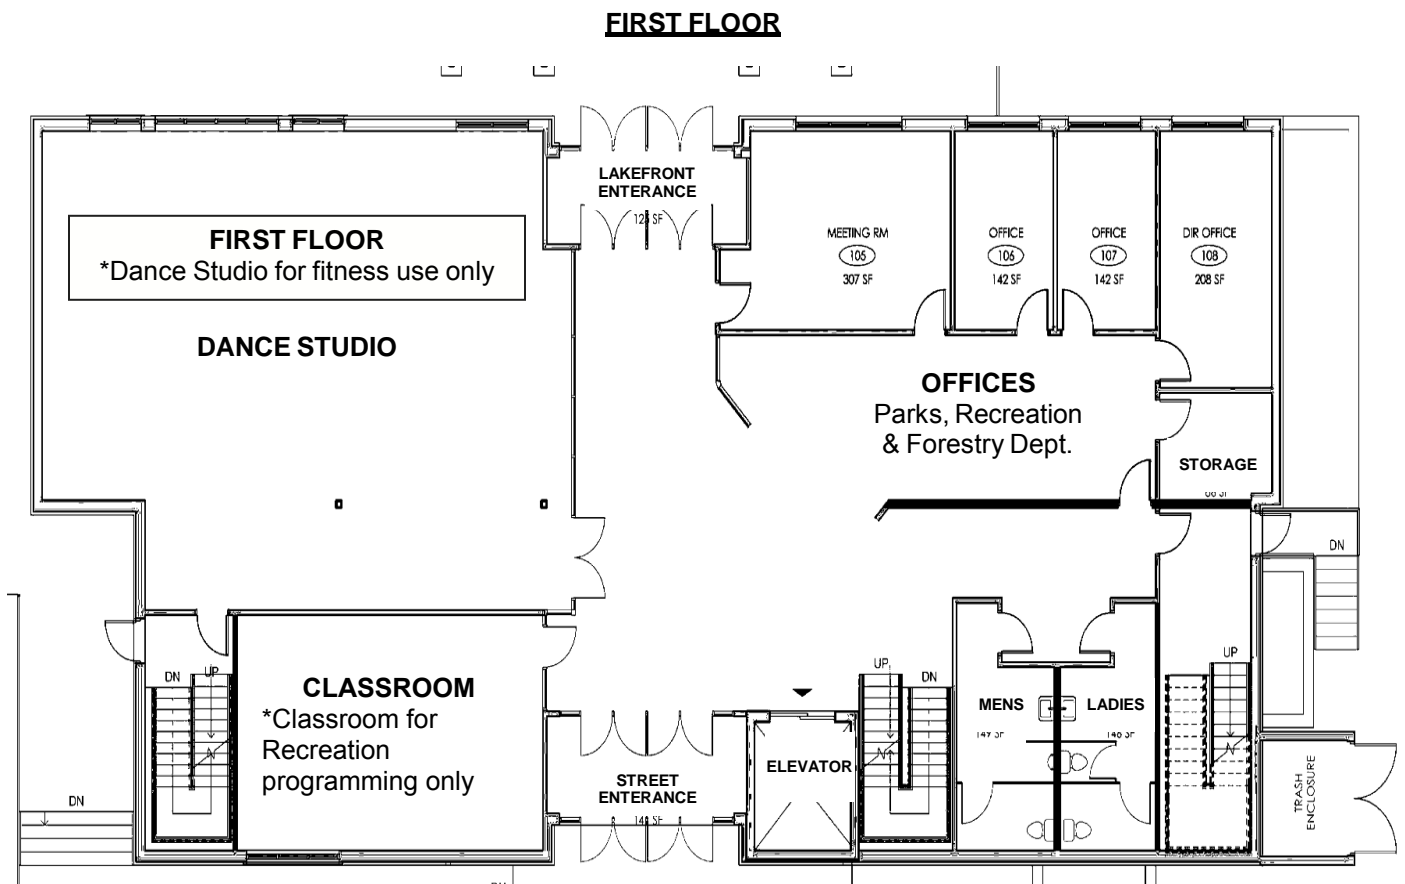 FIRST FLOOR
LAKEFRONT
ENTERANCE
SF
FIRST FLOOR
*Dance Studio for fitness use only
DANCE STUDIO
MEETING RM
105
307 SF
OFFICE
106
142 SF
OFFICE
107
142 SF
DIR OFFICE
108
208 SF
OFFICES
Parks, Recreation
& Forestry Dept.
STORAGE
DN
DN
UP
CLASSROOM
*Classroom for
Recreation
programming only
DN
UP
DN
MENS
LADIES
UP
ELEVATOR
STREET
ENTERANCE
SF
TRASH
ENCLOSURE